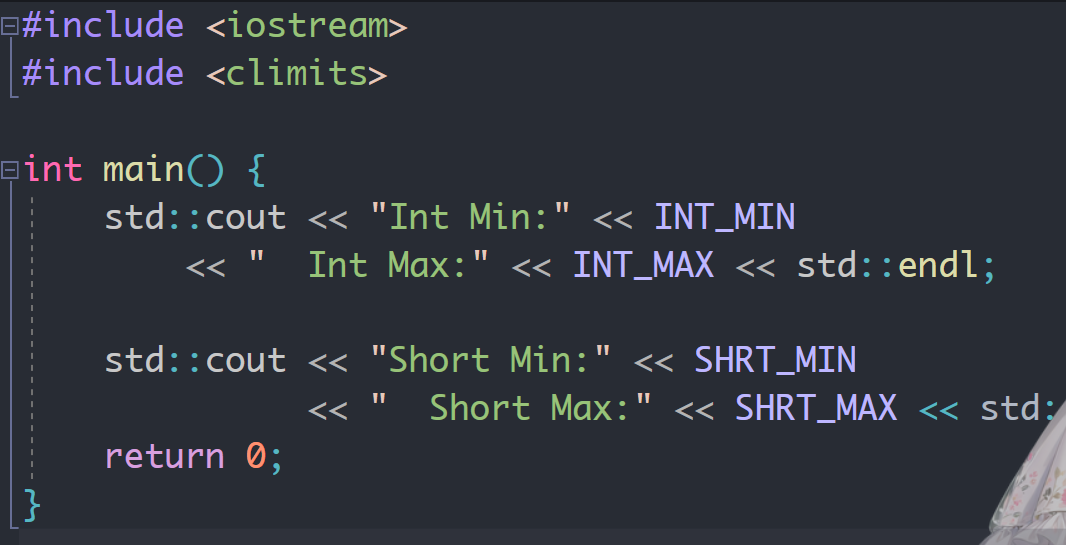 #include <iostream>
#include <climits>
int main() {
    std::cout << "Int Min:" << INT_MIN
        << "  Int Max:" << INT_MAX << std::endl;
    std::cout << "Short Min:" << SHRT_MIN
              << "  Short Max:" << SHRT_MAX << std:
    return 0;
}